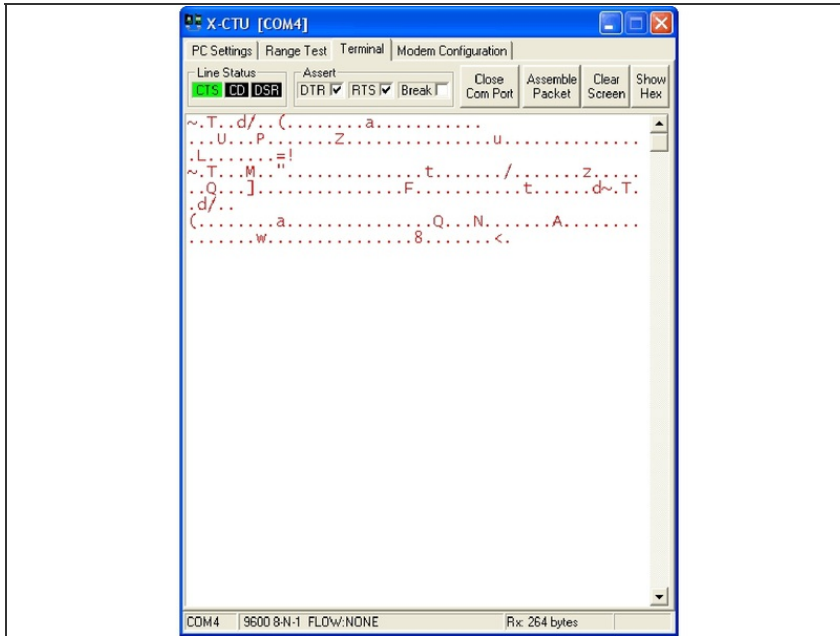 X-CTU [COM4]
PC Settings Range Test Terminal Modem Configuration
Line Status
CTS CD DSR
Assert
DTR RTS Break
Close Com Port
Assemble Packet
Clear Screen
Show Hex
~.T..d/..(........a...........
...U...P.......Z...............u..............
.L.......=!
~.T...M.."...............t......./.......z.....
..Q...]...............F...........t......d~.T.
.d/..
(........a...............Q...N.......A........
.......w...............8.......<.
COM4 9600 8-N-1 FLOW:NONE Rx: 264 bytes